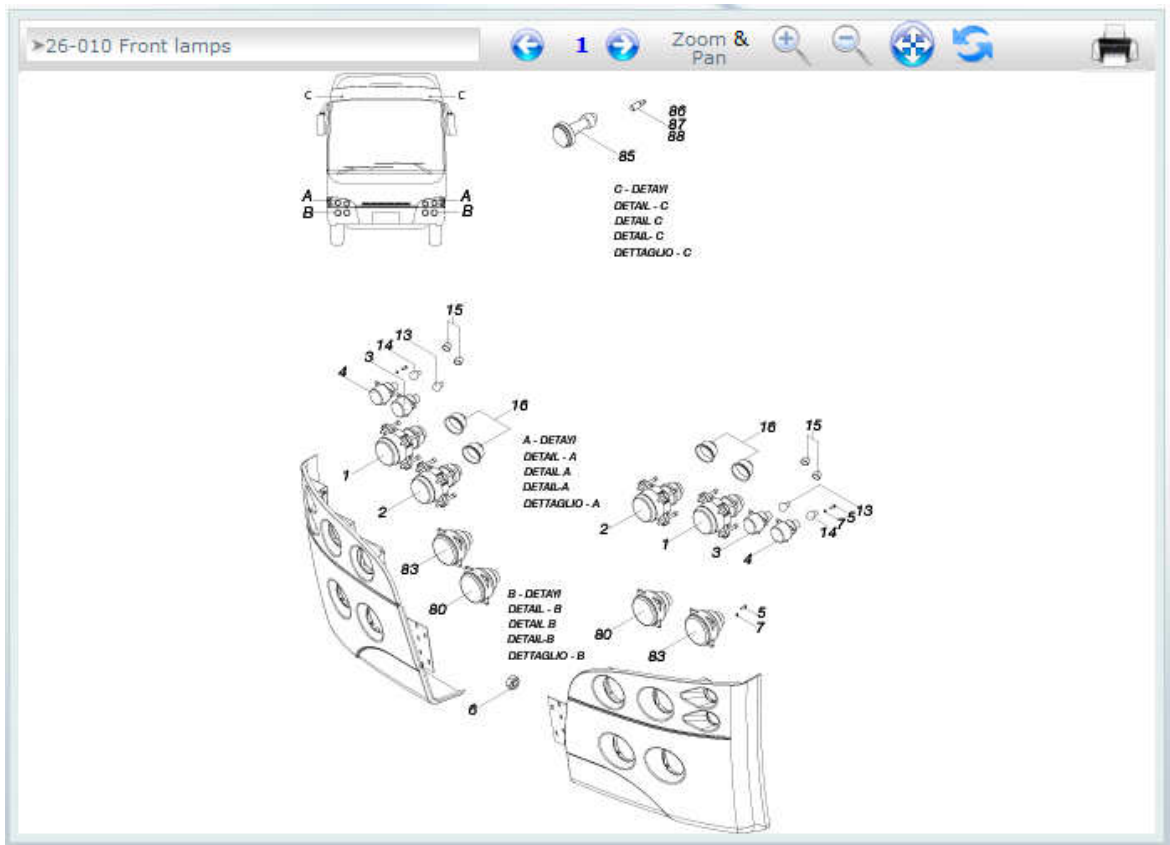 ➤26-010 Front lamps
1
Zoom & Pan
C C
A A
B B
86
87
88
85
C - DETAYI
DETAIL - C
DETAIL C
DETAIL- C
DETTAGLIO - C
15
13
14
3
4
16
1
2
A - DETAYI
DETAIL - A
DETAIL A
DETAIL-A
DETTAGLIO - A
16
15
2
1
3
4
14
7
5
13
83
80
B - DETAYI
DETAIL - B
DETAIL B
DETAIL-B
DETTAGLIO - B
80
83
5
7
6